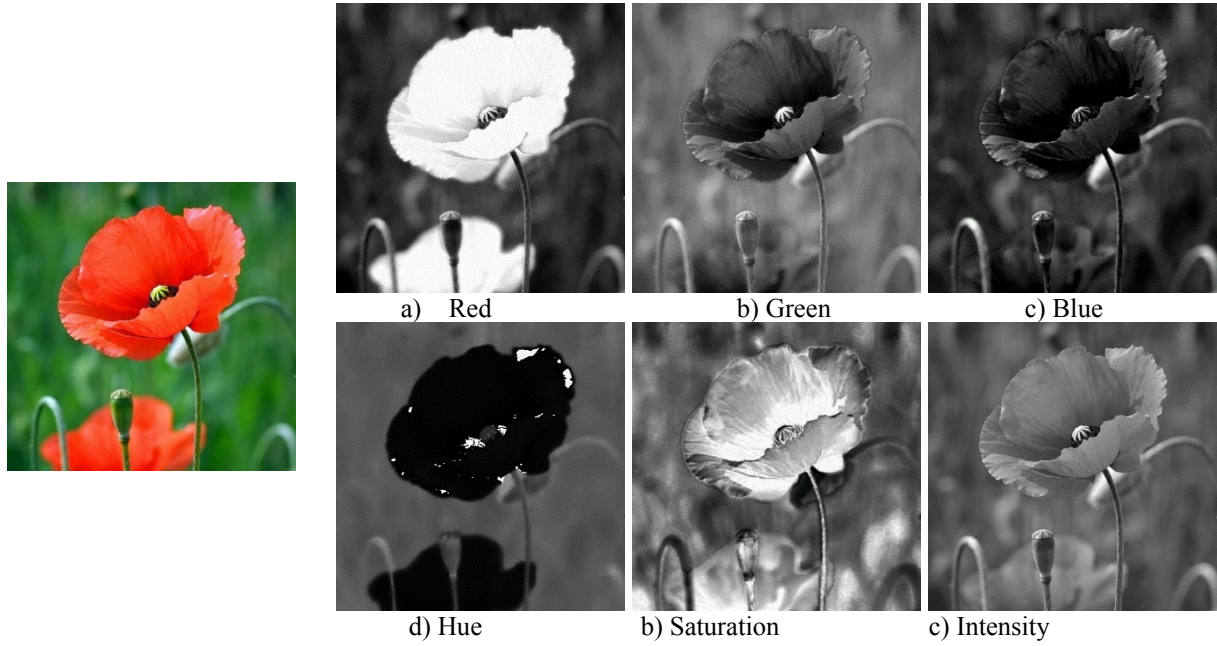 a) Red
b) Green
c) Blue
d) Hue
b) Saturation
c) Intensity